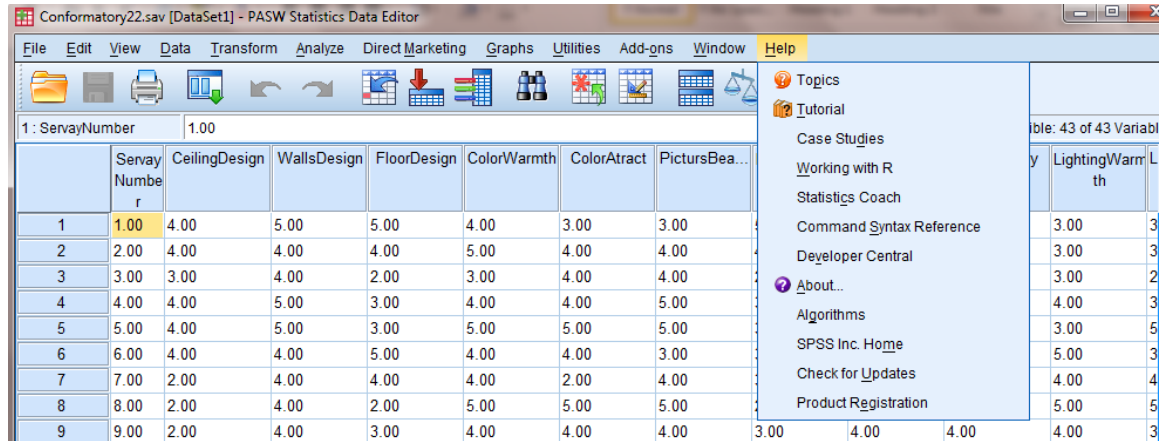 Conformatory22.sav [DataSet1] - PASW Statistics Data Editor
File Edit View Data Transform Analyze Direct Marketing Graphs Utilities Add-ons Window Help
1 : ServayNumber 1.00 ible: 43 of 43 Variabl
Servay Number CeilingDesign WallsDesign FloorDesign ColorWarmth ColorAtract PictursBea... y LightingWarmth L
1 1.00 4.00 5.00 5.00 4.00 3.00 3.00 3.00 3
2 2.00 4.00 4.00 4.00 5.00 4.00 4.00 3.00 3
3 3.00 3.00 4.00 2.00 3.00 4.00 4.00 3.00 2
4 4.00 4.00 5.00 3.00 4.00 4.00 5.00 4.00 3
5 5.00 4.00 5.00 3.00 5.00 5.00 5.00 3.00 5
6 6.00 4.00 4.00 5.00 4.00 4.00 3.00 5.00 3
7 7.00 2.00 4.00 4.00 4.00 2.00 4.00 4.00 4
8 8.00 2.00 4.00 2.00 5.00 5.00 5.00 5.00 5
9 9.00 2.00 4.00 3.00 4.00 4.00 4.00 3.00 4.00 4.00 4.00 3
Topics
Tutorial
Case Studies
Working with R
Statistics Coach
Command Syntax Reference
Developer Central
About...
Algorithms
SPSS Inc. Home
Check for Updates
Product Registration